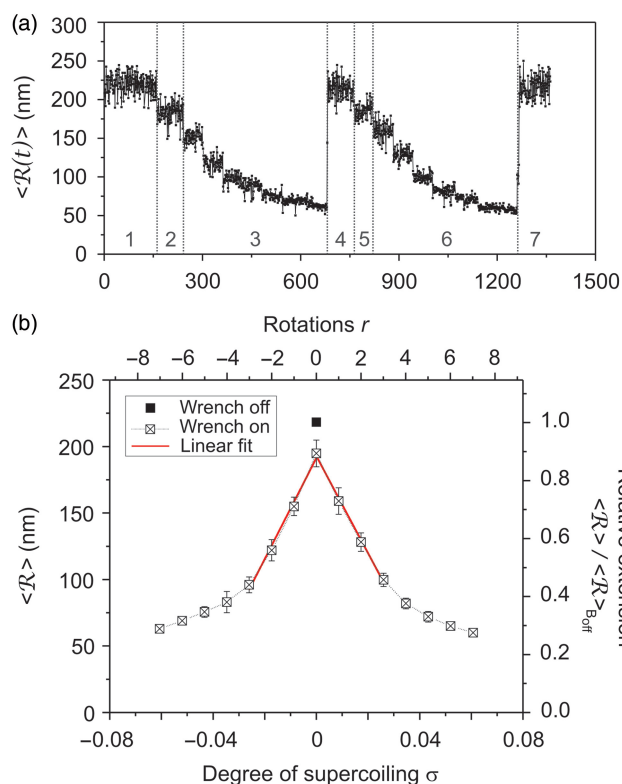 (a)
300
250
200
150
100
50
0
<R(t)> (nm)
1 2 3 4 5 6 7
0 300 600 900 1200 1500
(b)
Rotations r
−8 −6 −4 −2 0 2 4 6 8
250
200
150
100
50
0
<R> (nm)
Wrench off
Wrench on
Linear fit
1.0
0.8
0.6
0.4
0.2
0.0
<R> / <R>Boff
−0.08 −0.04 0 0.04 0.08
Degree of supercoiling σ